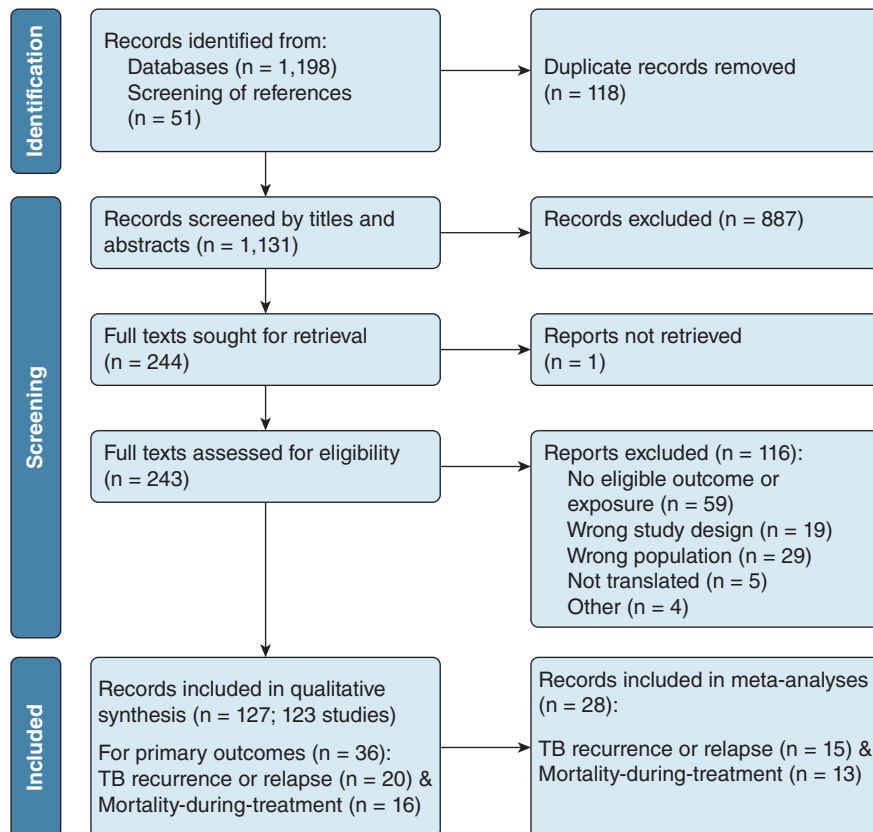 Identification
Records identified from:
Databases (n = 1,198)
Screening of references
(n = 51)
Duplicate records removed
(n = 118)
Screening
Records screened by titles and
abstracts (n = 1,131)
Records excluded (n = 887)
Full texts sought for retrieval
(n = 244)
Reports not retrieved
(n = 1)
Full texts assessed for eligibility
(n = 243)
Reports excluded (n = 116):
No eligible outcome or
exposure (n = 59)
Wrong study design (n = 19)
Wrong population (n = 29)
Not translated (n = 5)
Other (n = 4)
Included
Records included in qualitative
synthesis (n = 127; 123 studies)
For primary outcomes (n = 36):
TB recurrence or relapse (n = 20) &
Mortality-during-treatment (n = 16)
Records included in meta-analyses
(n = 28):
TB recurrence or relapse (n = 15) &
Mortality-during-treatment (n = 13)